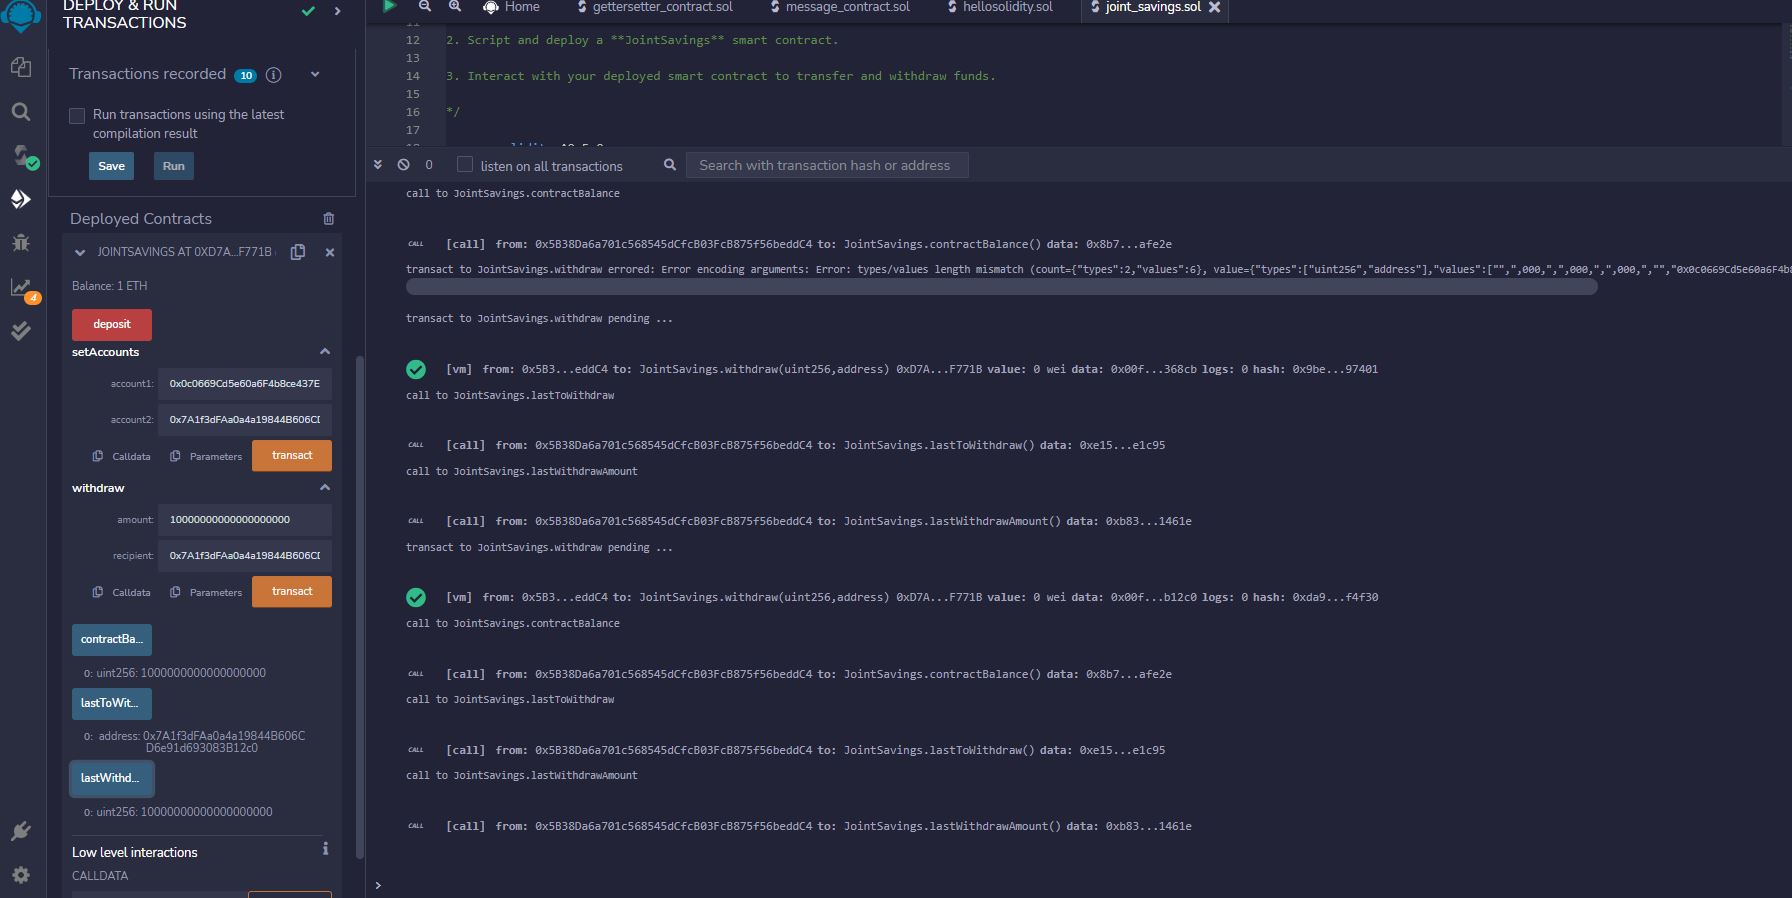 DEPLOY & RUN
TRANSACTIONS
Transactions recorded 10
Run transactions using the latest
compilation result
Save Run
Deployed Contracts
JOINTSAVINGS AT 0XD7A...F771B
Balance: 1 ETH
deposit
setAccounts
account1: 0x0c0669Cd5e60a6F4b8ce437E
account2: 0x7A1f3dFAa0a4a19844B606CD
Calldata Parameters transact
withdraw
amount: 10000000000000000000
recipient: 0x7A1f3dFAa0a4a19844B606CD
Calldata Parameters transact
contractBa...
0: uint256: 1000000000000000000
lastToWit...
0: address: 0x7A1f3dFAa0a4a19844B606C
D6e91d693083B12c0
lastWithd...
0: uint256: 10000000000000000000
Low level interactions
CALLDATA
4
Home gettersetter_contract.sol message_contract.sol hellosolidity.sol joint_savings.sol
12 2. Script and deploy a **JointSavings** smart contract.
13
14 3. Interact with your deployed smart contract to transfer and withdraw funds.
15
16 */
17
0 listen on all transactions Search with transaction hash or address
call to JointSavings.contractBalance
CALL [call] from: 0x5B38Da6a701c568545dCfcB03FcB875f56beddC4 to: JointSavings.contractBalance() data: 0x8b7...afe2e
transact to JointSavings.withdraw errored: Error encoding arguments: Error: types/values length mismatch (count={"types":2,"values":6}, value={"types":["uint256","address"],"values":["",",000,",",000,",",000,","","0x0c0669Cd5e60a6F4b8
transact to JointSavings.withdraw pending ...
[vm] from: 0x5B3...eddC4 to: JointSavings.withdraw(uint256,address) 0xD7A...F771B value: 0 wei data: 0x00f...368cb logs: 0 hash: 0x9be...97401
call to JointSavings.lastToWithdraw
CALL [call] from: 0x5B38Da6a701c568545dCfcB03FcB875f56beddC4 to: JointSavings.lastToWithdraw() data: 0xe15...e1c95
call to JointSavings.lastWithdrawAmount
CALL [call] from: 0x5B38Da6a701c568545dCfcB03FcB875f56beddC4 to: JointSavings.lastWithdrawAmount() data: 0xb83...1461e
transact to JointSavings.withdraw pending ...
[vm] from: 0x5B3...eddC4 to: JointSavings.withdraw(uint256,address) 0xD7A...F771B value: 0 wei data: 0x00f...b12c0 logs: 0 hash: 0xda9...f4f30
call to JointSavings.contractBalance
CALL [call] from: 0x5B38Da6a701c568545dCfcB03FcB875f56beddC4 to: JointSavings.contractBalance() data: 0x8b7...afe2e
call to JointSavings.lastToWithdraw
CALL [call] from: 0x5B38Da6a701c568545dCfcB03FcB875f56beddC4 to: JointSavings.lastToWithdraw() data: 0xe15...e1c95
call to JointSavings.lastWithdrawAmount
CALL [call] from: 0x5B38Da6a701c568545dCfcB03FcB875f56beddC4 to: JointSavings.lastWithdrawAmount() data: 0xb83...1461e
>